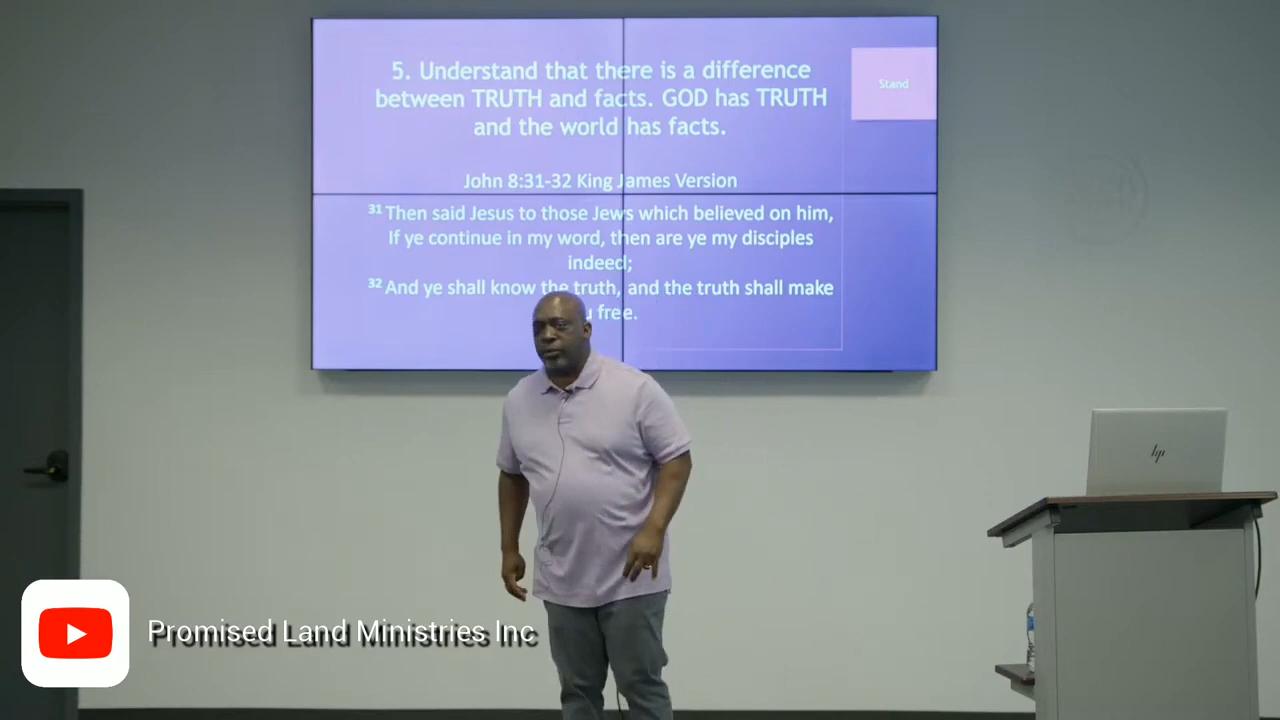 5. Understand that there is a difference
between TRUTH and facts. GOD has TRUTH
and the world has facts.
Stand
John 8:31-32 King James Version
31 Then said Jesus to those Jews which believed on him,
If ye continue in my word, then are ye my disciples
indeed;
32 And ye shall know the truth, and the truth shall make
free.
hp
Promised Land Ministries Inc